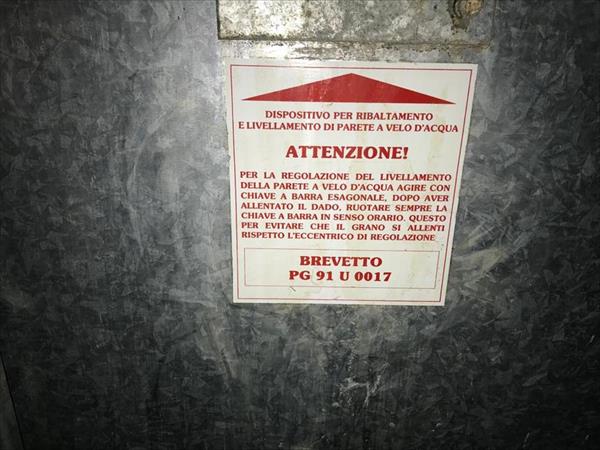 DISPOSITIVO PER RIBALTAMENTO
E LIVELLAMENTO DI PARETE A VELO D'ACQUA
ATTENZIONE!
PER LA REGOLAZIONE DEL LIVELLAMENTO
DELLA PARETE A VELO D'ACQUA AGIRE CON
CHIAVE A BARRA ESAGONALE, DOPO AVER
ALLENTATO IL DADO, RUOTARE SEMPRE LA
CHIAVE A BARRA IN SENSO ORARIO. QUESTO
PER EVITARE CHE IL GRANO SI ALLENTI
RISPETTO L'ECCENTRICO DI REGOLAZIONE
BREVETTO
PG 91 U 0017